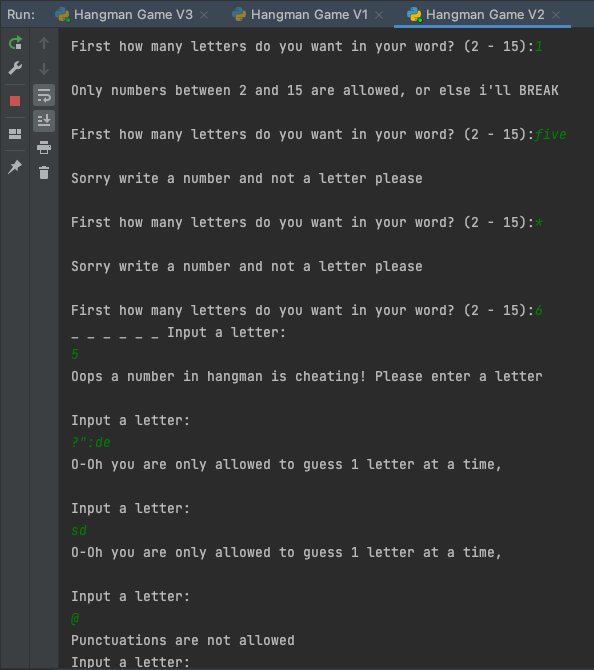 Run: Hangman Game V3 × Hangman Game V1 × Hangman Game V2 ×
First how many letters do you want in your word? (2 - 15):1
Only numbers between 2 and 15 are allowed, or else i'll BREAK
First how many letters do you want in your word? (2 - 15):five
Sorry write a number and not a letter please
First how many letters do you want in your word? (2 - 15):*
Sorry write a number and not a letter please
First how many letters do you want in your word? (2 - 15):6
_ _ _ _ _ _ Input a letter:
5
Oops a number in hangman is cheating! Please enter a letter
Input a letter:
?":de
O-Oh you are only allowed to guess 1 letter at a time,
Input a letter:
sd
O-Oh you are only allowed to guess 1 letter at a time,
Input a letter:
@
Punctuations are not allowed
Input a letter: